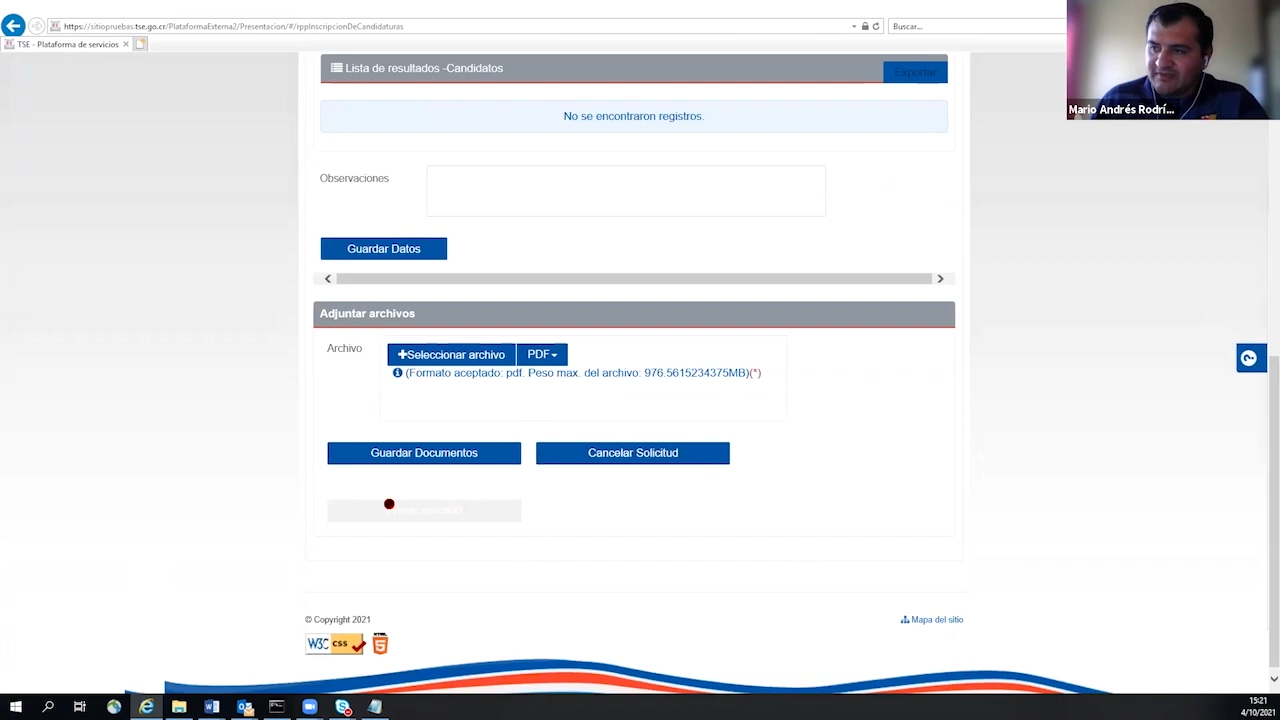 https://sitiopruebas.tse.go.cr/PlataformaExterna2/Presentacion/#/rppInscripcionDeCandidaturas
Buscar...
TSE - Plataforma de servicios
Lista de resultados -Candidatos
Exportar
No se encontraron registros.
Observaciones
Guardar Datos
Adjuntar archivos
Archivo
Seleccionar archivo
PDF
(Formato aceptado: pdf. Peso max. del archivo: 976.5615234375MB)(*)
Guardar Documentos
Cancelar Solicitud
© Copyright 2021
Mapa del sitio
W3C css
HTML
5
Mario Andrés Rodrí...
15:21
4/10/2021